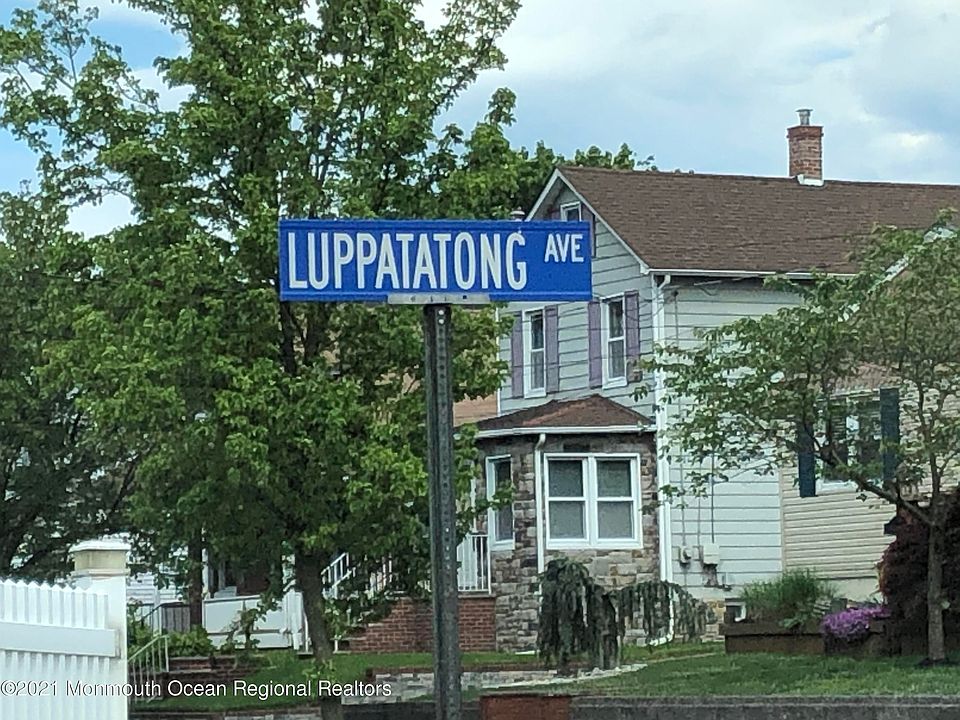 LUPPATATONG AVE
©2021 Monmouth Ocean Regional Realtors